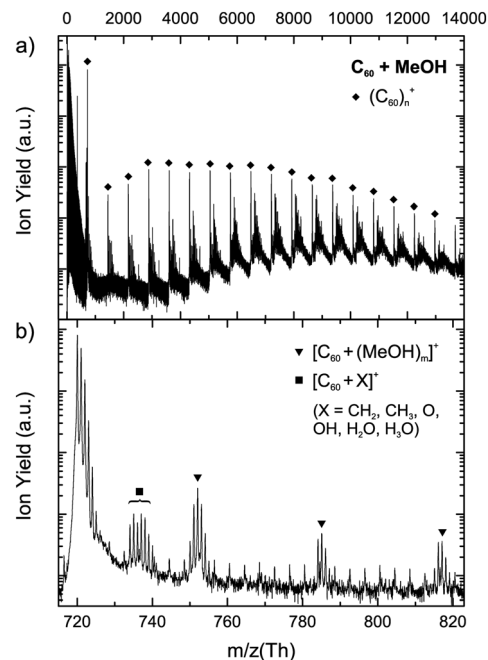 0 2000 4000 6000 8000 10000 12000 14000
a)
C₆₀ + MeOH
◆ (C₆₀)ₙ⁺
Ion Yield (a.u.)
b)
▼ [C₆₀ + (MeOH)ₘ]⁺
■ [C₆₀ + X]⁺
(X = CH₂, CH₃, O,
OH, H₂O, H₃O)
Ion Yield (a.u.)
720 740 760 780 800 820
m/z(Th)